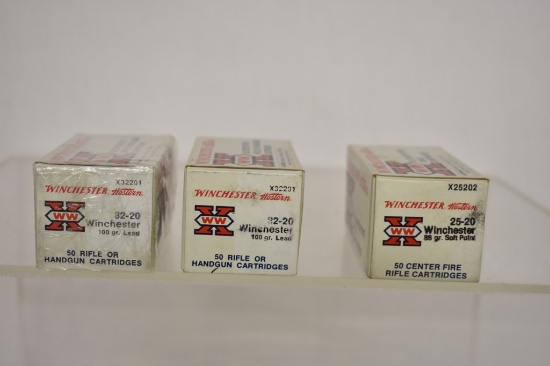 X32201
WINCHESTER Western
X
WW
32-20
Winchester
100 gr. Lead
50 RIFLE OR
HANDGUN CARTRIDGES
X32201
WINCHESTER Western
X
WW
32-20
Winchester
100 gr. Lead
50 RIFLE OR
HANDGUN CARTRIDGES
X25202
WINCHESTER Western
X
WW
25-20
Winchester
86 gr. Soft Point
50 CENTER FIRE
RIFLE CARTRIDGES